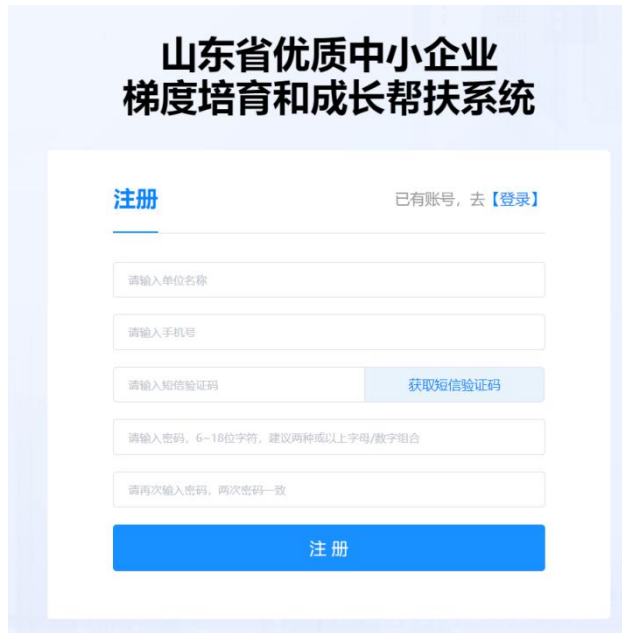 山东省优质中小企业
梯度培育和成长帮扶系统
注册 已有账号，去【登录】
请输入单位名称
请输入手机号
请输入短信验证码 获取短信验证码
请输入密码，6~18位字符，建议两种或以上字母/数字组合
请再次输入密码，两次密码一致
注 册